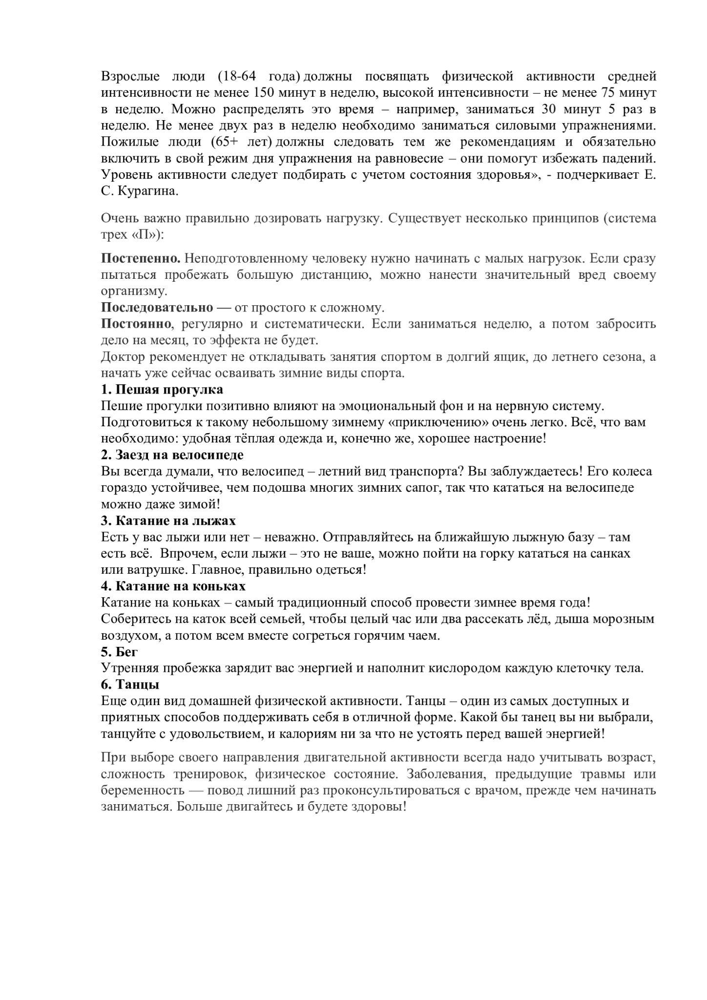 Взрослые люди (18-64 года) должны посвящать физической активности средней
интенсивности не менее 150 минут в неделю, высокой интенсивности – не менее 75 минут
в неделю. Можно распределять это время – например, заниматься 30 минут 5 раз в
неделю. Не менее двух раз в неделю необходимо заниматься силовыми упражнениями.
Пожилые люди (65+ лет) должны следовать тем же рекомендациям и обязательно
включить в свой режим дня упражнения на равновесие – они помогут избежать падений.
Уровень активности следует подбирать с учетом состояния здоровья», - подчеркивает Е.
С. Курагина.
Очень важно правильно дозировать нагрузку. Существует несколько принципов (система
трех «П»):
Постепенно. Неподготовленному человеку нужно начинать с малых нагрузок. Если сразу
пытаться пробежать большую дистанцию, можно нанести значительный вред своему
организму.
Последовательно — от простого к сложному.
Постоянно, регулярно и систематически. Если заниматься неделю, а потом забросить
дело на месяц, то эффекта не будет.
Доктор рекомендует не откладывать занятия спортом в долгий ящик, до летнего сезона, а
начать уже сейчас осваивать зимние виды спорта.
1. Пешая прогулка
Пешие прогулки позитивно влияют на эмоциональный фон и на нервную систему.
Подготовиться к такому небольшому зимнему «приключению» очень легко. Всё, что вам
необходимо: удобная тёплая одежда и, конечно же, хорошее настроение!
2. Заезд на велосипеде
Вы всегда думали, что велосипед – летний вид транспорта? Вы заблуждаетесь! Его колеса
гораздо устойчивее, чем подошва многих зимних сапог, так что кататься на велосипеде
можно даже зимой!
3. Катание на лыжах
Есть у вас лыжи или нет – неважно. Отправляйтесь на ближайшую лыжную базу – там
есть всё. Впрочем, если лыжи – это не ваше, можно пойти на горку кататься на санках
или ватрушке. Главное, правильно одеться!
4. Катание на коньках
Катание на коньках – самый традиционный способ провести зимнее время года!
Соберитесь на каток всей семьей, чтобы целый час или два рассекать лёд, дыша морозным
воздухом, а потом всем вместе согреться горячим чаем.
5. Бег
Утренняя пробежка зарядит вас энергией и наполнит кислородом каждую клеточку тела.
6. Танцы
Еще один вид домашней физической активности. Танцы – один из самых доступных и
приятных способов поддерживать себя в отличной форме. Какой бы танец вы ни выбрали,
танцуйте с удовольствием, и калориям ни за что не устоять перед вашей энергией!
При выборе своего направления двигательной активности всегда надо учитывать возраст,
сложность тренировок, физическое состояние. Заболевания, предыдущие травмы или
беременность — повод лишний раз проконсультироваться с врачом, прежде чем начинать
заниматься. Больше двигайтесь и будете здоровы!